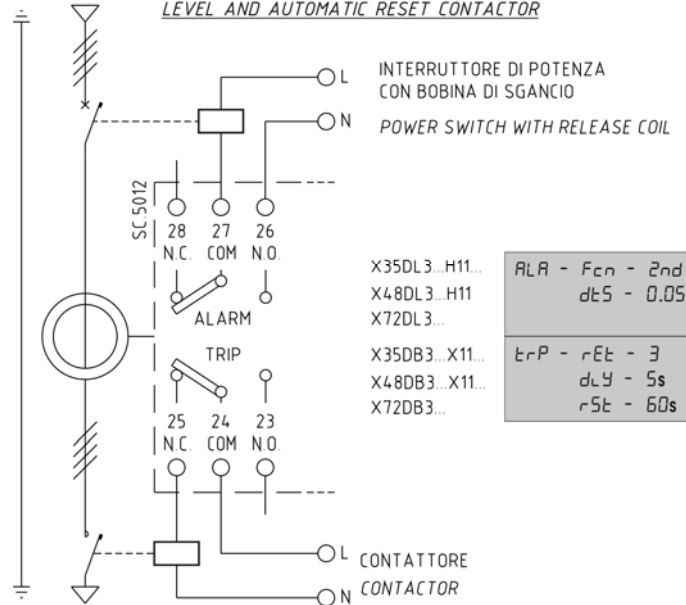 LEVEL AND AUTOMATIC RESET CONTACTOR
L
INTERRUTTORE DI POTENZA
CON BOBINA DI SGANCIO
N
POWER SWITCH WITH RELEASE COIL
SC.5012
28 27 26
N.C. COM N.O.
ALARM
TRIP
25 24 23
N.C. COM N.O.
X35DL3...H11...
X48DL3...H11
X72DL3...
ALA - Fcn - 2nd
dtS - 0.05
X35DB3...X11...
X48DB3...X11...
X72DB3...
trP - rEt - 3
dLY - 5s
rSt - 60s
L CONTATTORE
N CONTACTOR